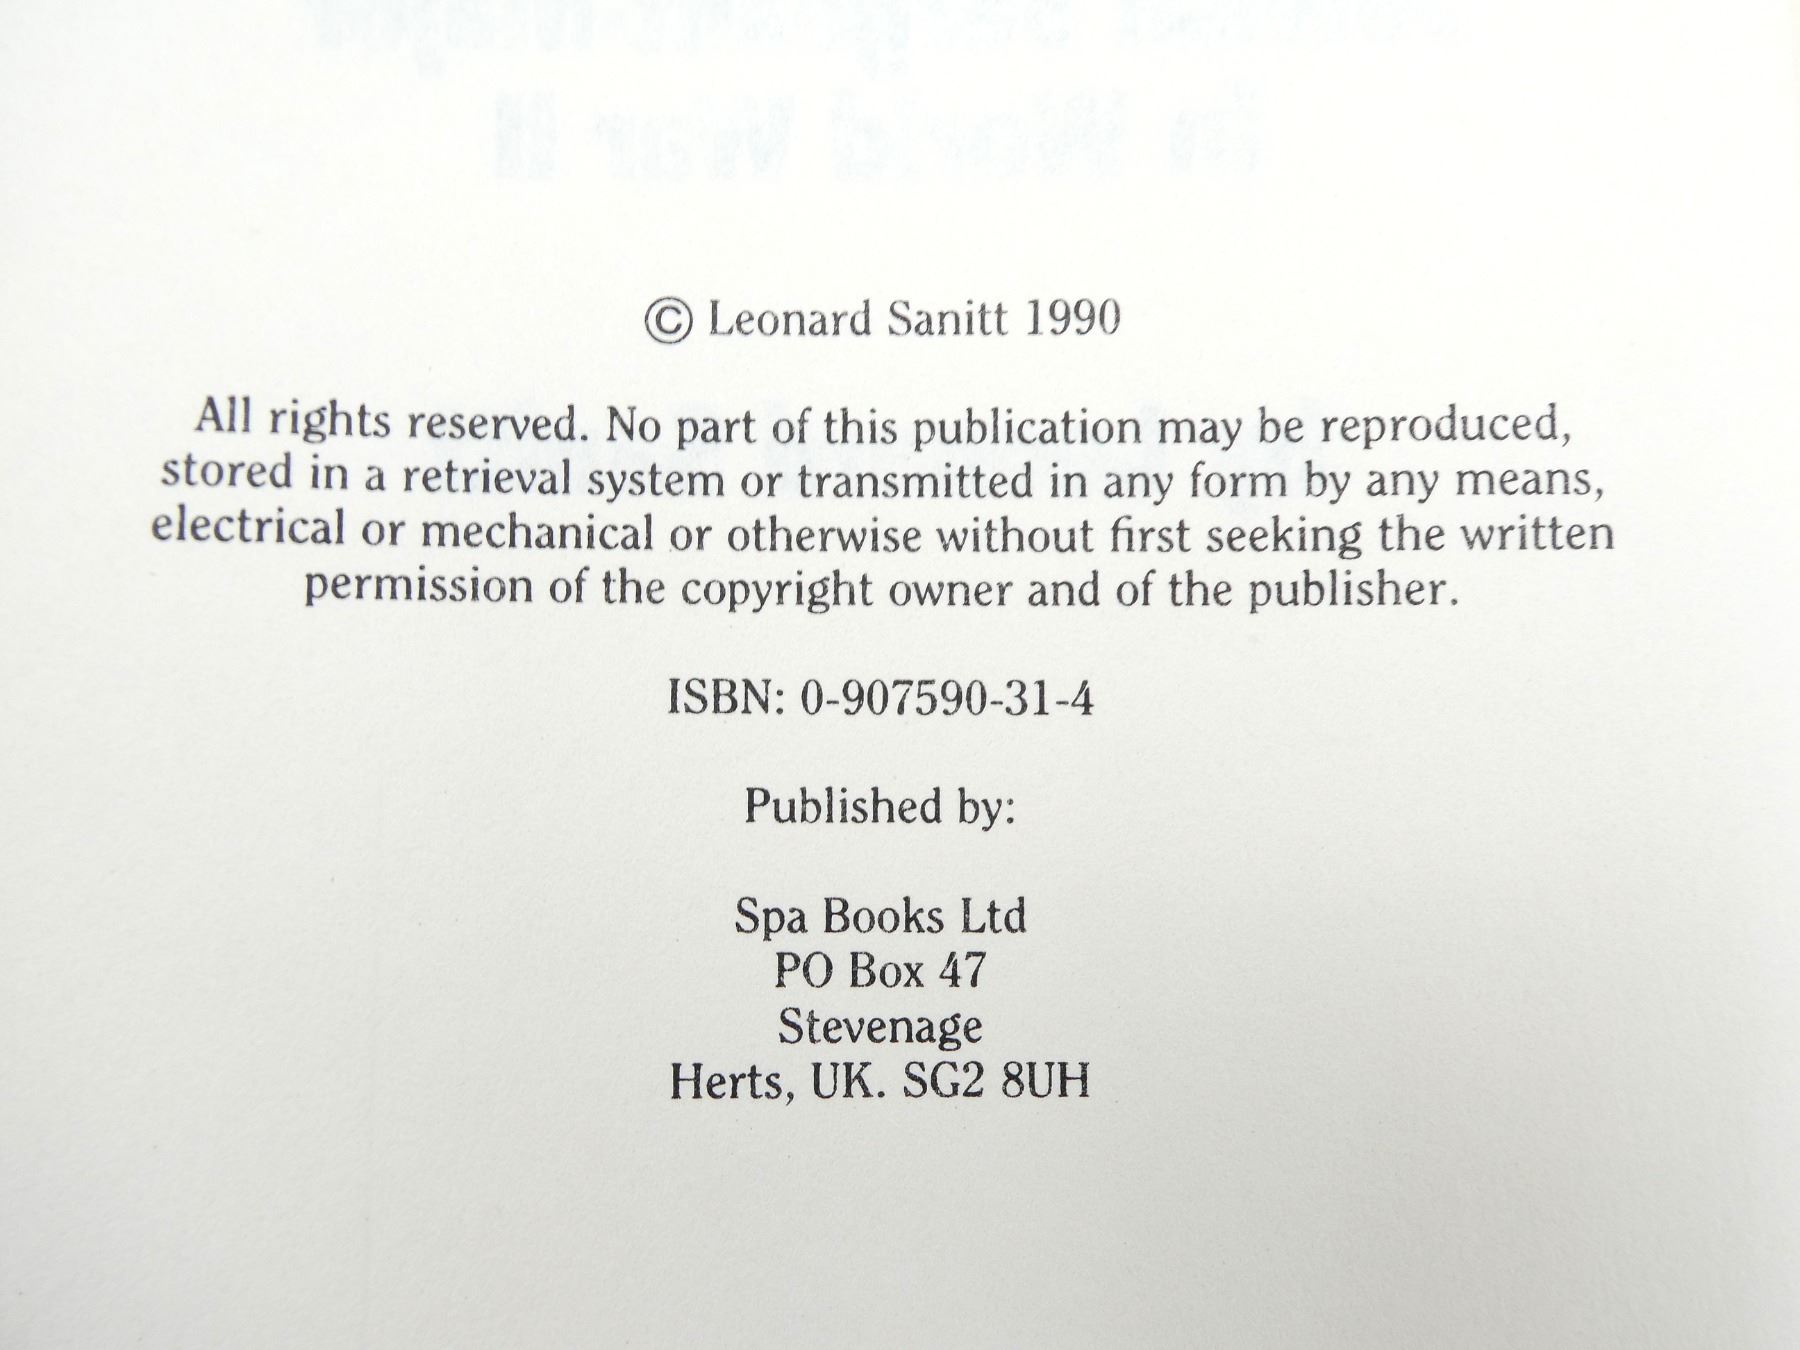 © Leonard Sanitt 1990
All rights reserved. No part of this publication may be reproduced,
stored in a retrieval system or transmitted in any form by any means,
electrical or mechanical or otherwise without first seeking the written
permission of the copyright owner and of the publisher.
ISBN: 0-907590-31-4
Published by:
Spa Books Ltd
PO Box 47
Stevenage
Herts, UK. SG2 8UH